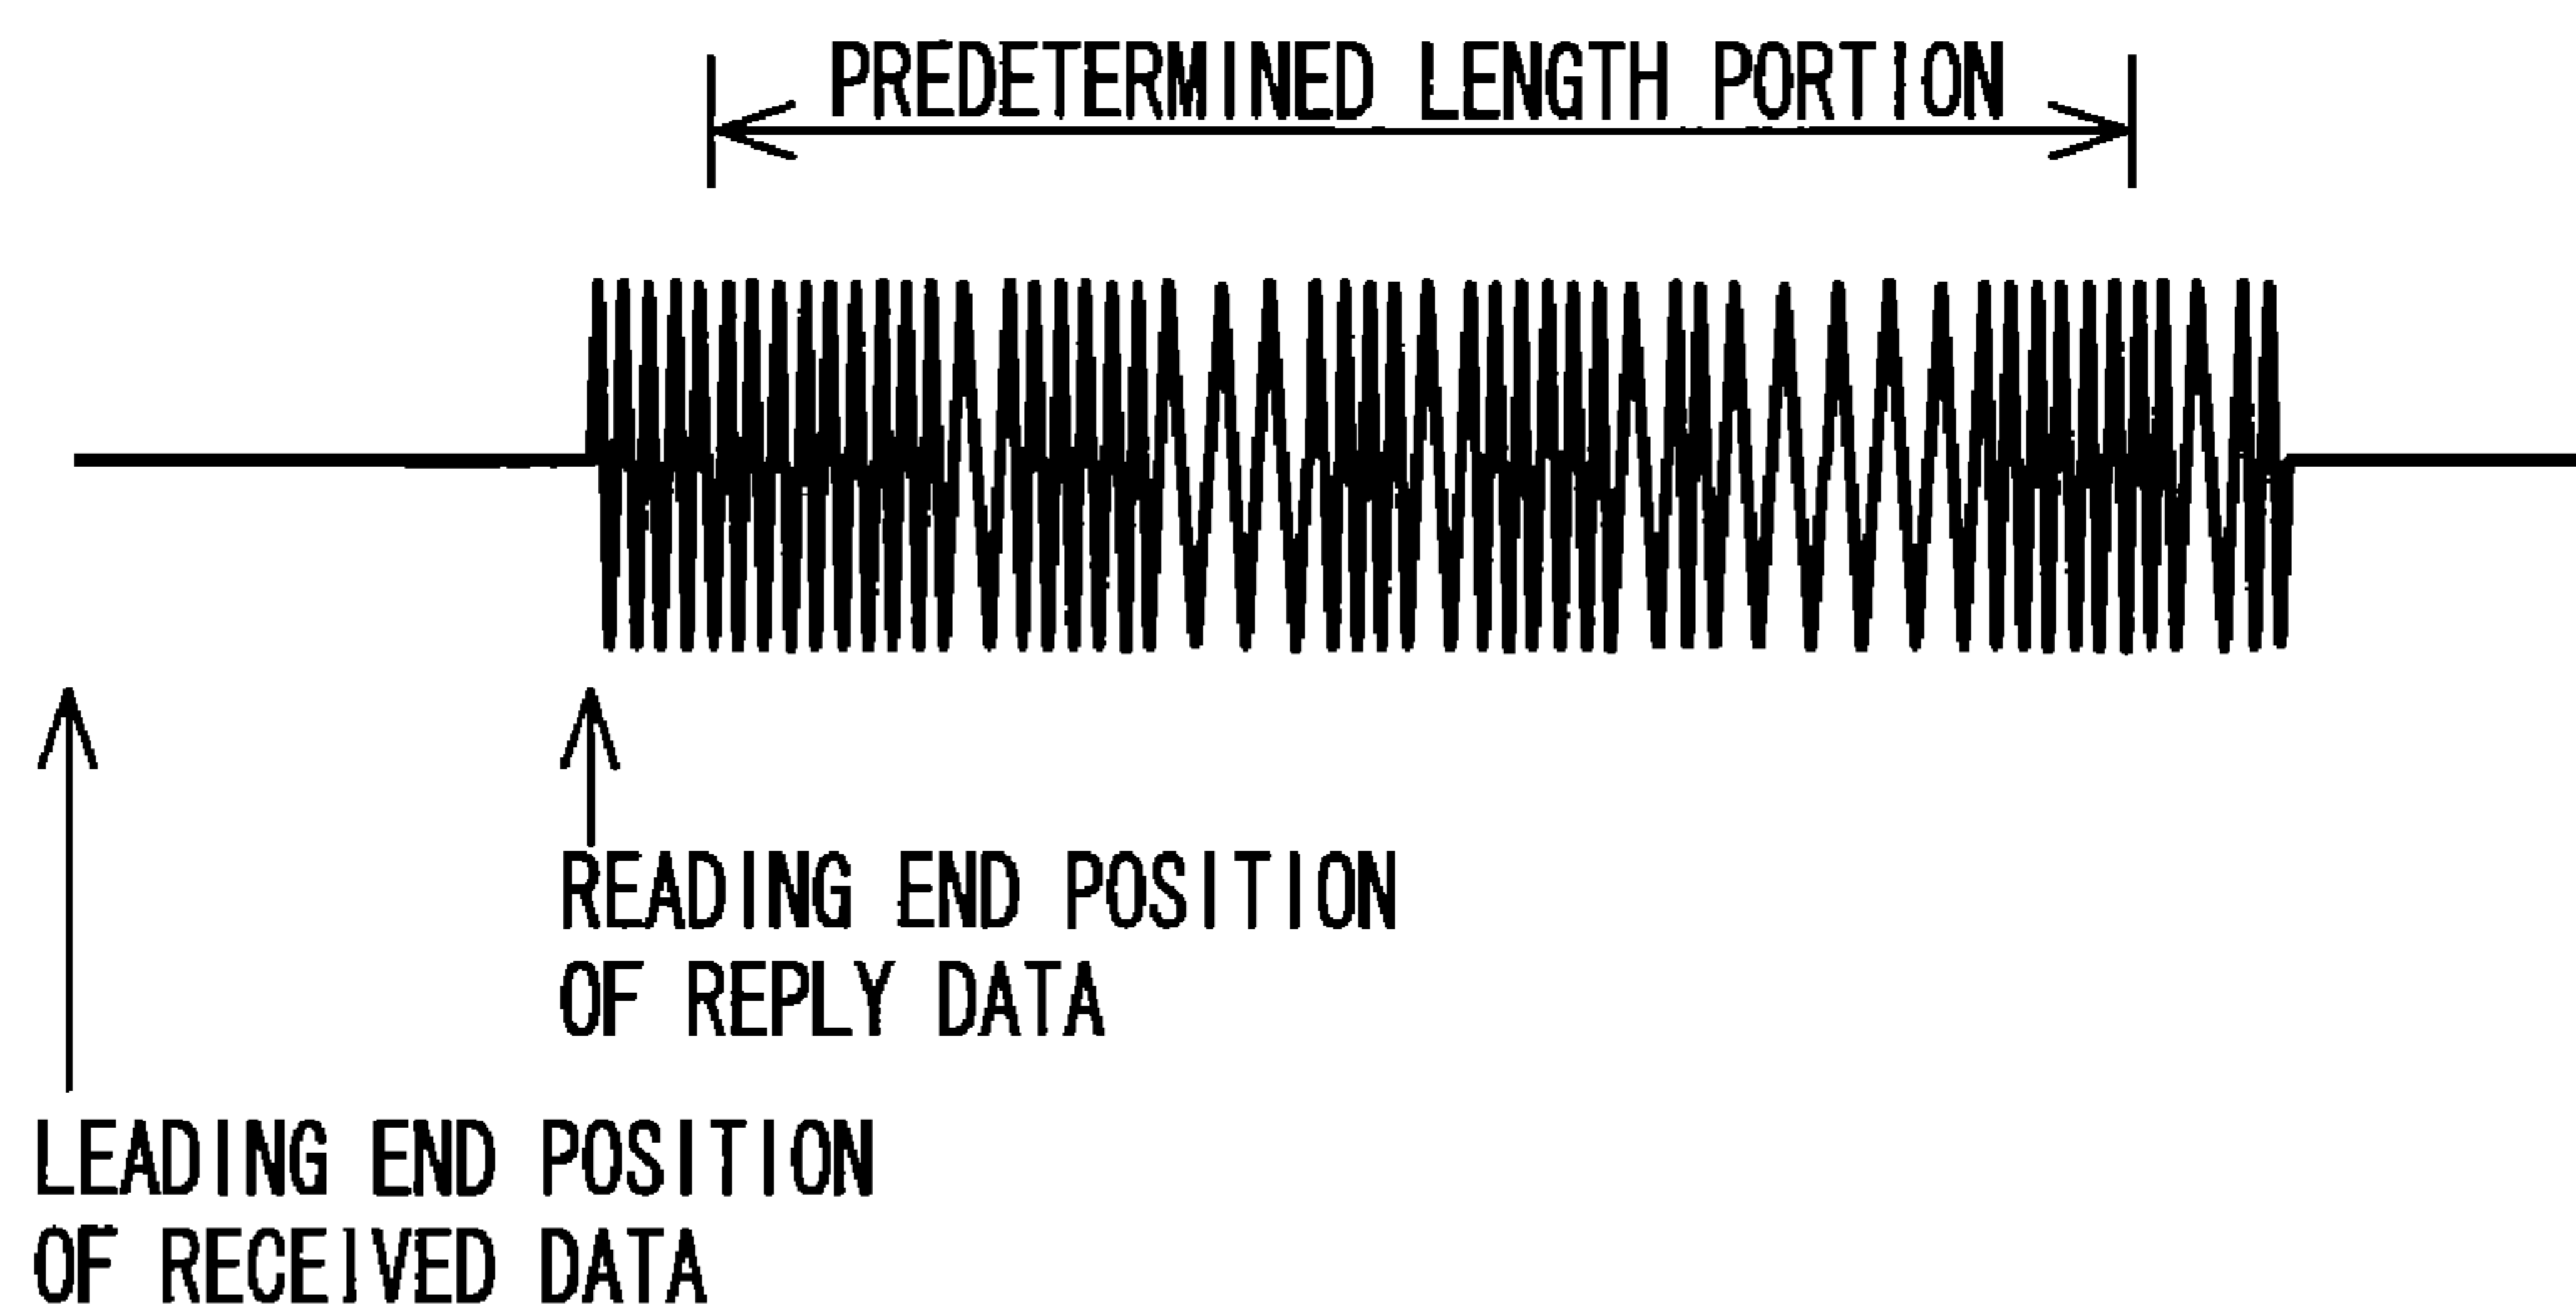 PREDETERMINED LENGTH PORTION
READING END POSITION
OF REPLY DATA
LEADING END POSITION
OF RECEIVED DATA